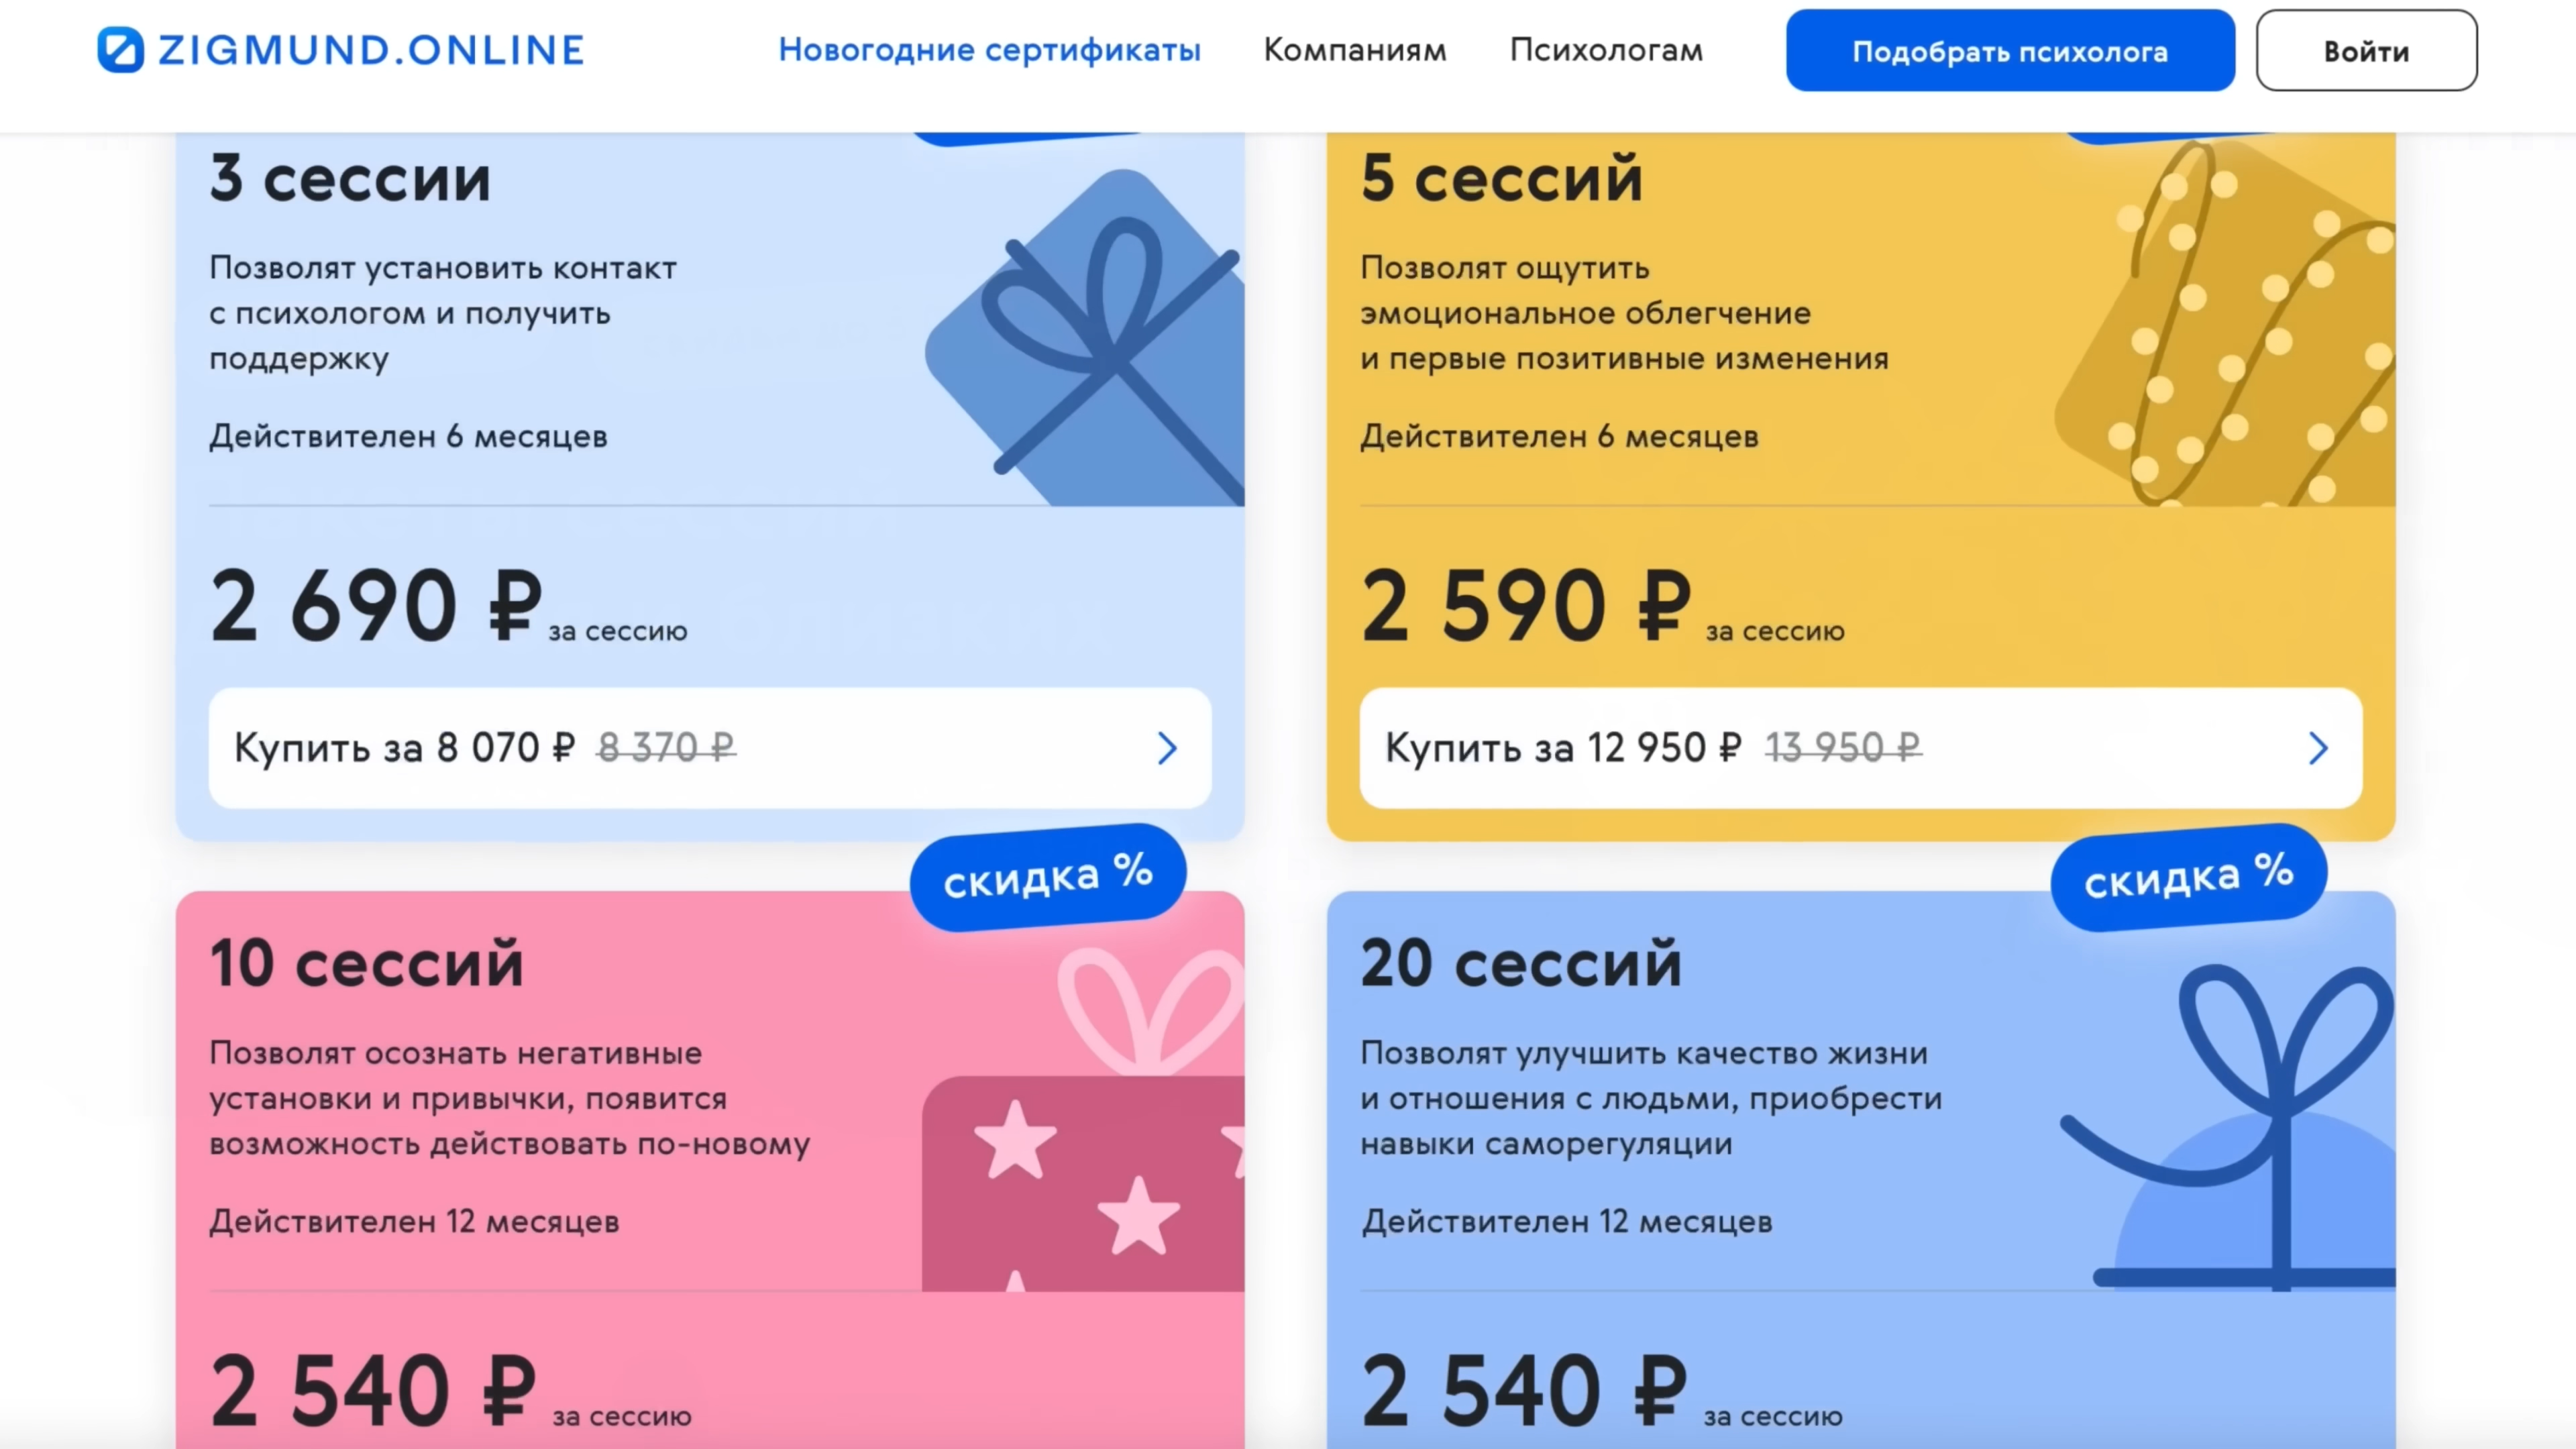 ZIGMUND.ONLINE
Новогодние сертификаты
Компаниям
Психологам
Подобрать психолога
Войти
3 сессии
Позволят установить контакт
с психологом и получить
поддержку
Действителен 6 месяцев
2 690 ₽ за сессию
Купить за 8 070 ₽ 8 370 ₽
5 сессий
Позволят ощутить
эмоциональное облегчение
и первые позитивные изменения
Действителен 6 месяцев
2 590 ₽ за сессию
Купить за 12 950 ₽ 13 950 ₽
скидка %
10 сессий
Позволят осознать негативные
установки и привычки, появится
возможность действовать по-новому
Действителен 12 месяцев
2 540 ₽ за сессию
скидка %
20 сессий
Позволят улучшить качество жизни
и отношения с людьми, приобрести
навыки саморегуляции
Действителен 12 месяцев
2 540 ₽ за сессию